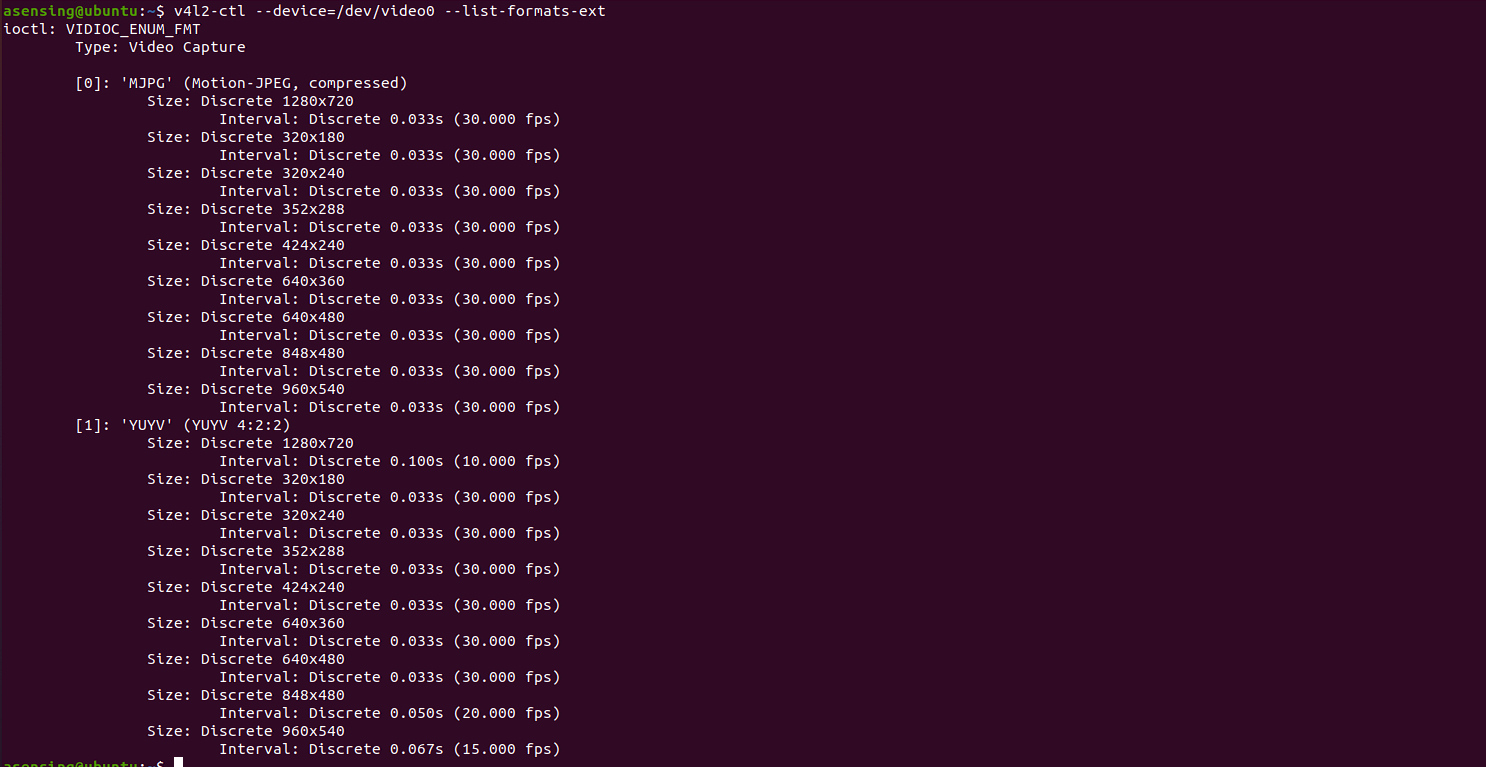 asensing@ubuntu:~$ v4l2-ctl --device=/dev/video0 --list-formats-ext
ioctl: VIDIOC_ENUM_FMT
Type: Video Capture
[0]: 'MJPG' (Motion-JPEG, compressed)
Size: Discrete 1280x720
Interval: Discrete 0.033s (30.000 fps)
Size: Discrete 320x180
Interval: Discrete 0.033s (30.000 fps)
Size: Discrete 320x240
Interval: Discrete 0.033s (30.000 fps)
Size: Discrete 352x288
Interval: Discrete 0.033s (30.000 fps)
Size: Discrete 424x240
Interval: Discrete 0.033s (30.000 fps)
Size: Discrete 640x360
Interval: Discrete 0.033s (30.000 fps)
Size: Discrete 640x480
Interval: Discrete 0.033s (30.000 fps)
Size: Discrete 848x480
Interval: Discrete 0.033s (30.000 fps)
Size: Discrete 960x540
Interval: Discrete 0.033s (30.000 fps)
[1]: 'YUYV' (YUYV 4:2:2)
Size: Discrete 1280x720
Interval: Discrete 0.100s (10.000 fps)
Size: Discrete 320x180
Interval: Discrete 0.033s (30.000 fps)
Size: Discrete 320x240
Interval: Discrete 0.033s (30.000 fps)
Size: Discrete 352x288
Interval: Discrete 0.033s (30.000 fps)
Size: Discrete 424x240
Interval: Discrete 0.033s (30.000 fps)
Size: Discrete 640x360
Interval: Discrete 0.033s (30.000 fps)
Size: Discrete 640x480
Interval: Discrete 0.033s (30.000 fps)
Size: Discrete 848x480
Interval: Discrete 0.050s (20.000 fps)
Size: Discrete 960x540
Interval: Discrete 0.067s (15.000 fps)
asensing@ubuntu:~$